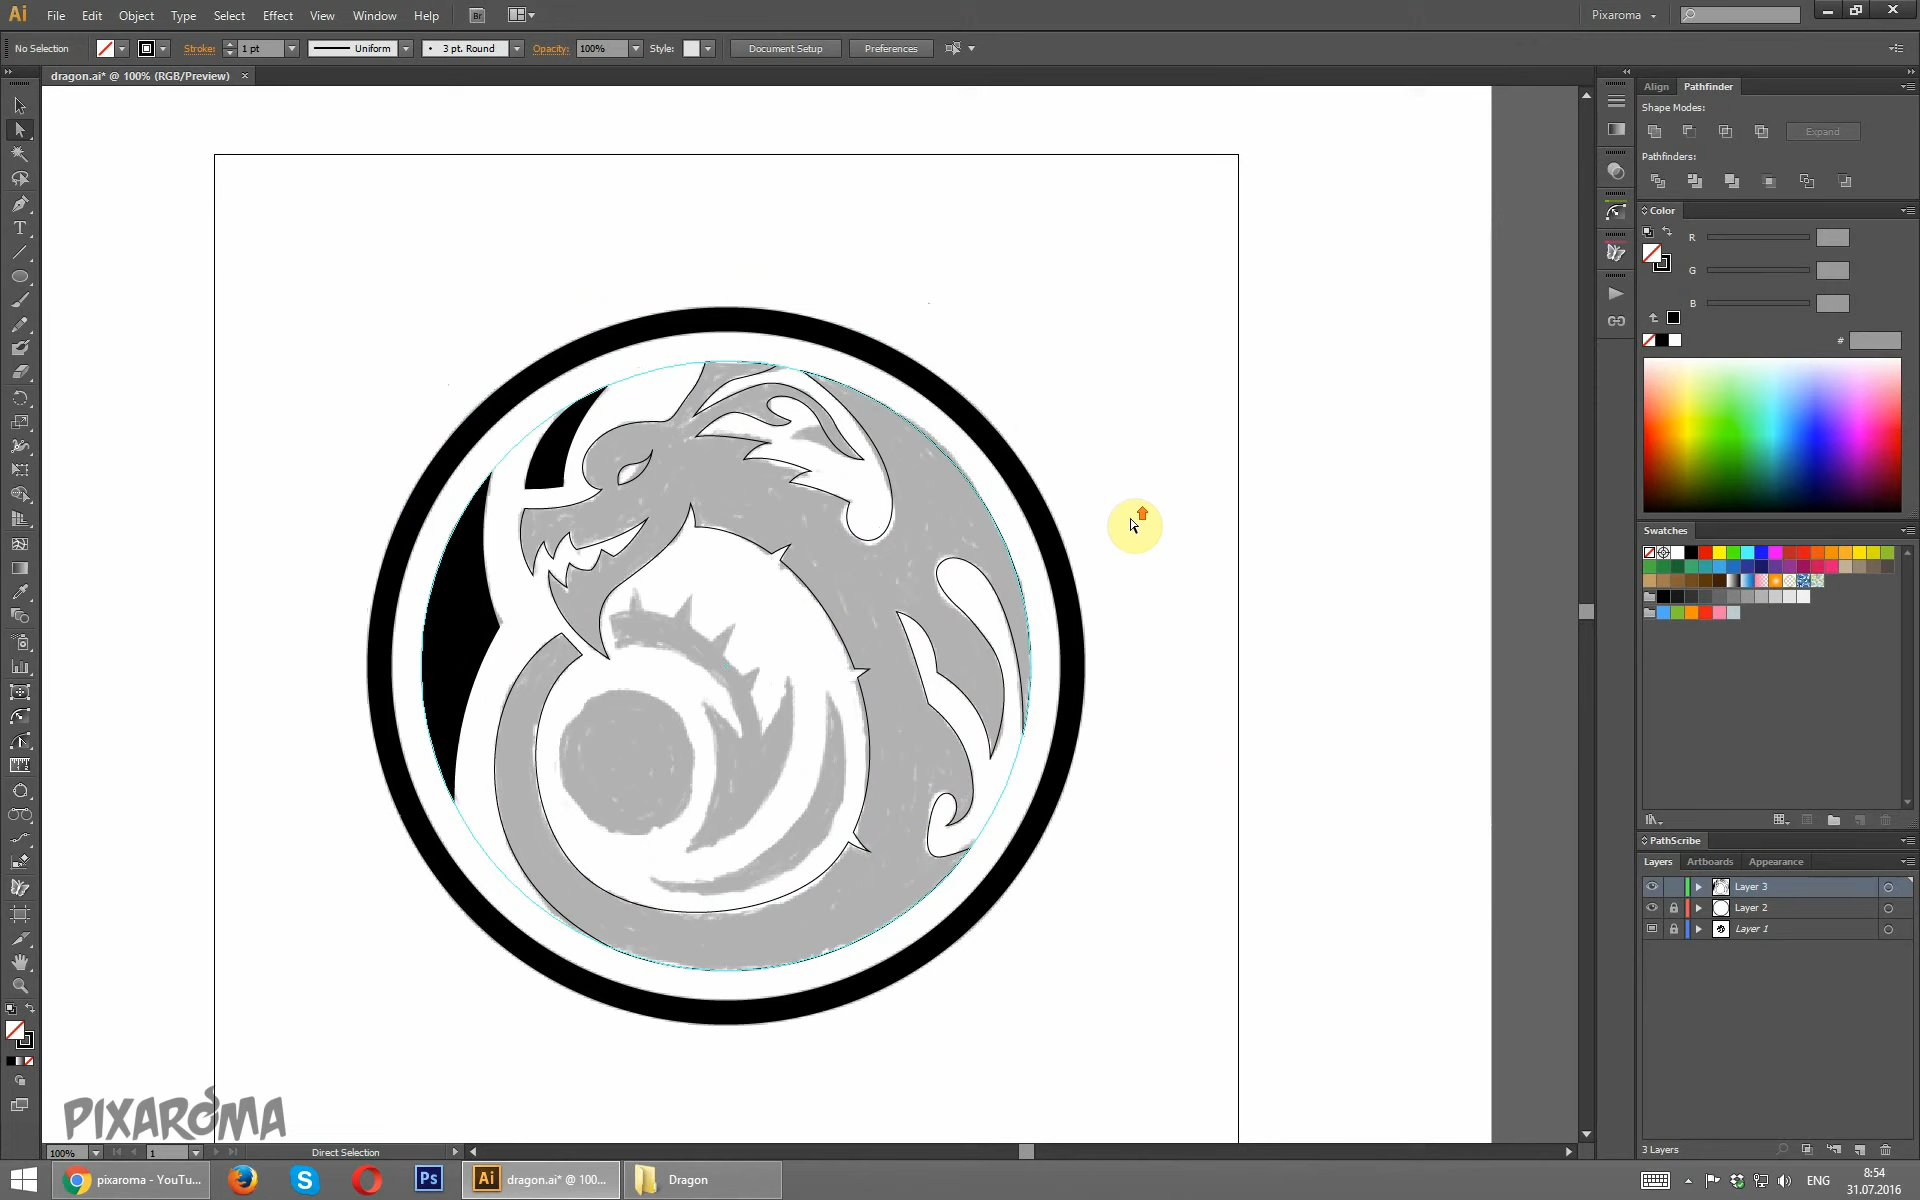 Ai File Edit Object Type Select Effect View Window Help Br Pixaroma
No Selection Stroke: 1 pt Uniform 3 pt. Round Opacity: 100% Style: Document Setup Preferences
dragon.ai* @ 100% (RGB/Preview) ×
Align Pathfinder
Shape Modes:
Expand
Pathfinders:
Color
R
G
B
#
Swatches
PathScribe
Layers Artboards Appearance
Layer 3
Layer 2
Layer 1
3 Layers
PIXAROMA
100% 1 Direct Selection
pixaroma - YouTu... Ps Ai dragon.ai* @ 100... Dragon ENG 8:54
31.07.2016